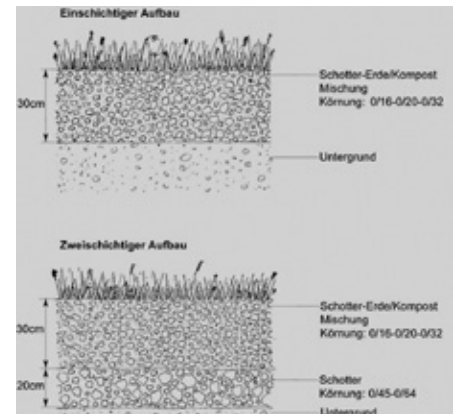 Einschichtiger Aufbau
30cm
Schotter-Erde/Kompost
Mischung
Körnung: 0/16-0/20-0/32
Untergrund
Zweischichtiger Aufbau
30cm
Schotter-Erde/Kompost
Mischung
Körnung: 0/16-0/20-0/32
20cm
Schotter
Körnung: 0/45-0/64
Untergrund